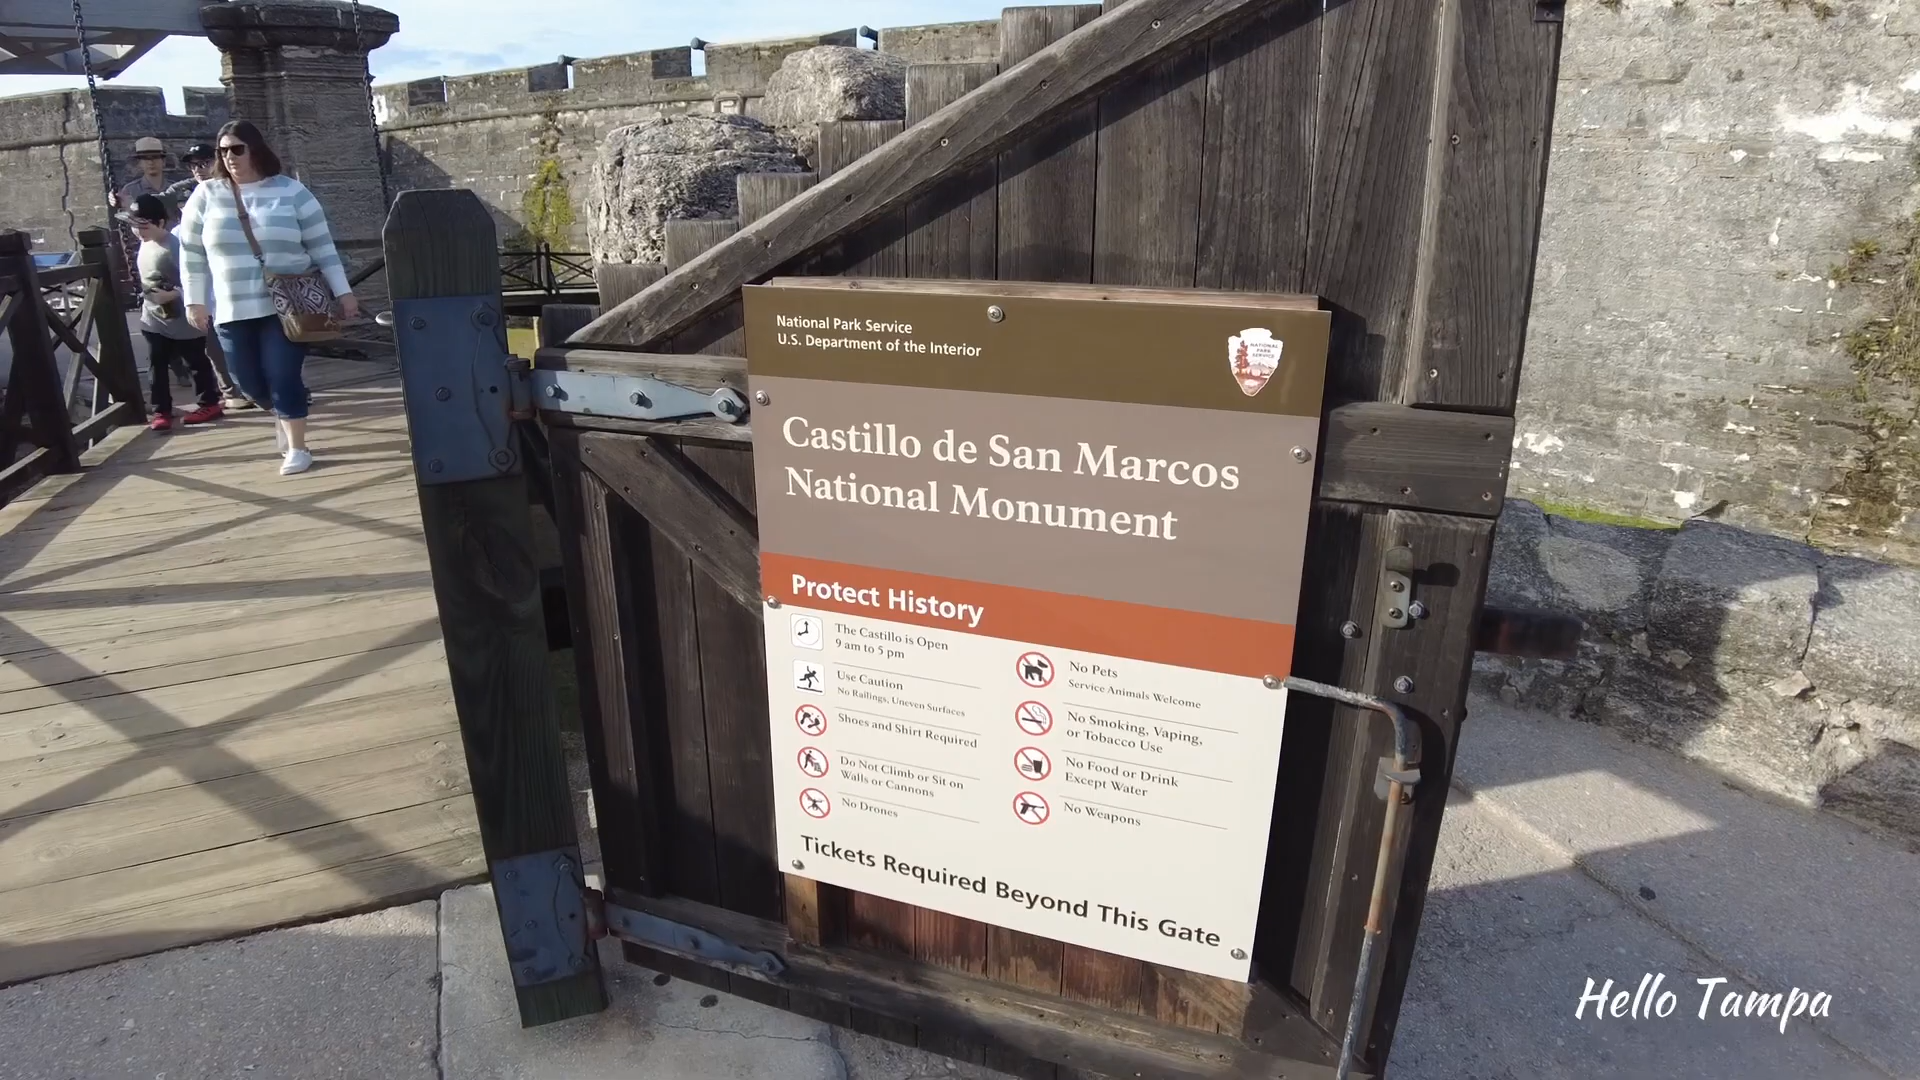 National Park Service
U.S. Department of the Interior
NATIONAL
PARK
SERVICE
Castillo de San Marcos
National Monument
Protect History
The Castillo is Open
9 am to 5 pm
Use Caution
No Railings, Uneven Surfaces
Shoes and Shirt Required
Do Not Climb or Sit on
Walls or Cannons
No Drones
No Pets
Service Animals Welcome
No Smoking, Vaping,
or Tobacco Use
No Food or Drink
Except Water
No Weapons
Tickets Required Beyond This Gate
Hello Tampa